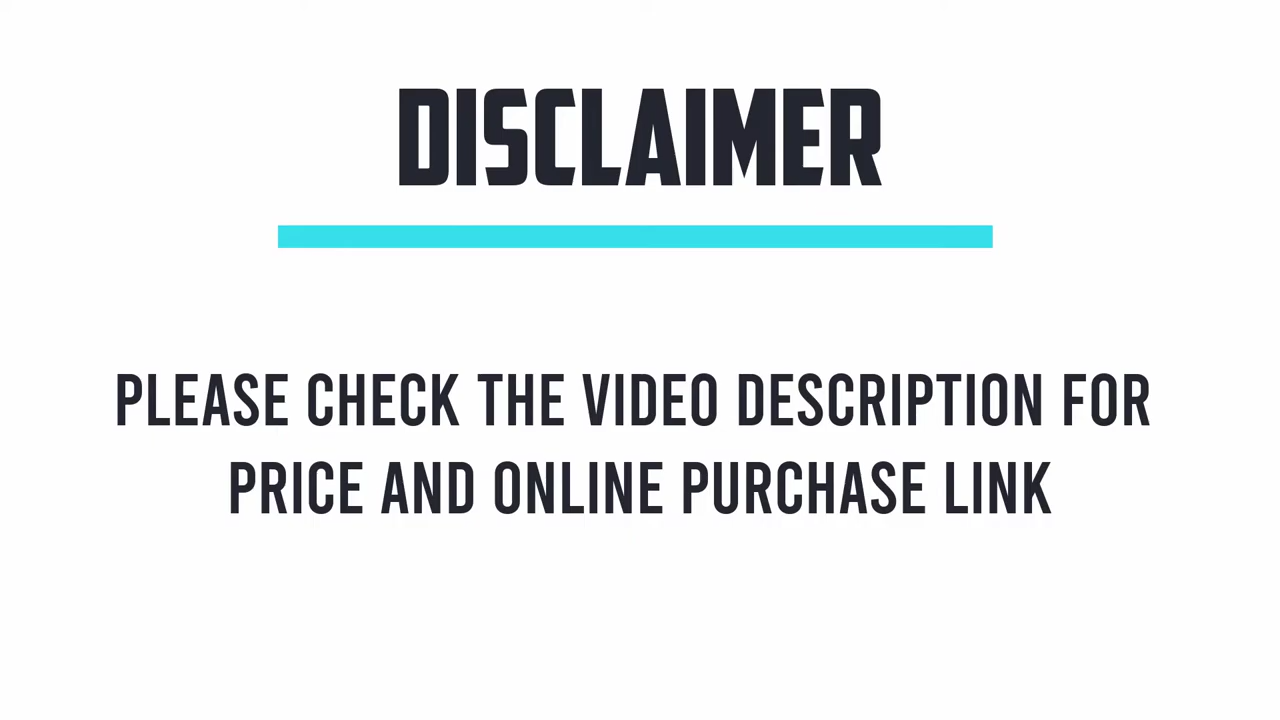 DISCLAIMER
PLEASE CHECK THE VIDEO DESCRIPTION FOR
PRICE AND ONLINE PURCHASE LINK